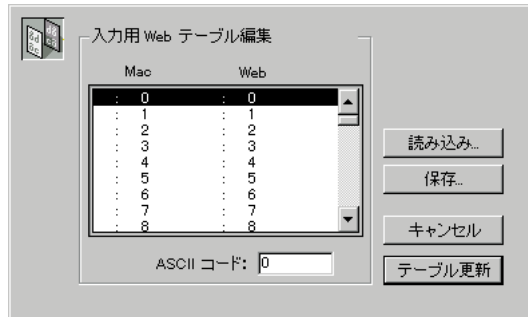 入力用 Web テーブル編集
Mac Web
: 0 : 0
: 1 : 1
: 2 : 2
: 3 : 3
: 4 : 4
: 5 : 5
: 6 : 6
: 7 : 7
: 8 : 8
ASCII コード: 0
読み込み...
保存...
キャンセル
テーブル更新